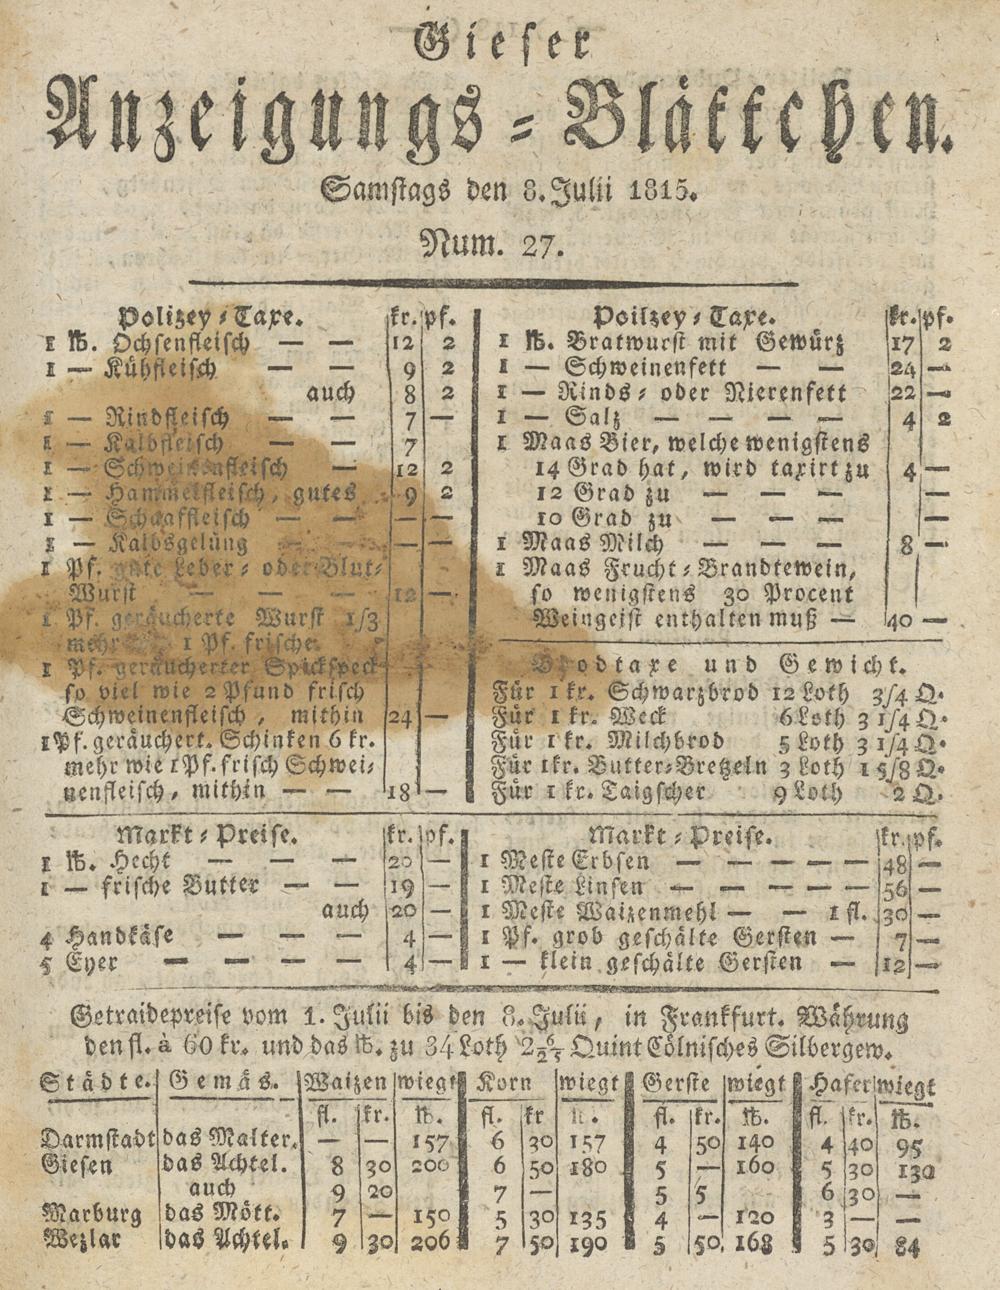 Gieser
Anzeigungs-Blättchen.
Samstags den 8. Julii 1815.
Num. 27.
Polizey-Taxe. kr. pf.
1 ℔. Ochsenfleisch — — 12 2
1 — Kühfleisch — — 9 2
auch 8 2
1 — Rindfleisch — 7 —
1 — Kalbfleisch — 7
1 — Schweinenfleisch — 12 2
1 — Hammelfleisch, gutes 9 2
1 — Schaaffleisch — — — —
1 — Kalbsgelüng — — — —
1 Pf. gute Leber- oder Blut-
Wurst — — — 12 —
1 Pf. geräucherte Wurst 1/3
mehr 1 Pf. frische
1 Pf. geräucherter Spickspeck
so viel wie 2 Pfund frisch
Schweinenfleisch, mithin 24 —
1 Pf. geräuchert. Schinken 6 kr.
mehr wie 1 Pf. frisch Schwei-
nenfleisch, mithin — — 18 —
Poilzey-Taxe. kr. pf.
1 ℔. Bratwurst mit Gewürz 17 2
1 — Schweinenfett — — 24 —
1 — Rinds- oder Nierenfett 22 —
1 — Salz — — — — 4 2
1 Maas Bier, welche wenigstens
14 Grad hat, wird taxirt zu 4 —
12 Grad zu — — — —
10 Grad zu — — — —
1 Maas Milch — — — 8 —
1 Maas Frucht-Brandtewein,
so wenigstens 30 Procent
Weingeist enthalten muß — 40 —
Brodtaxe und Gewicht.
Für 1 kr. Schwarzbrod 12 Loth 3/4 Q.
Für 1 kr. Weck 6 Loth 3 1/4 Q.
Für 1 kr. Milchbrod 5 Loth 3 1/4 Q.
Für 1 kr. Butter-Bretzeln 3 Loth 1 5/8 Q.
Für 1 kr. Taigscher 9 Loth 2 Q.
Markt-Preise. kr. pf.
1 ℔. Hecht — — — 20 —
1 — frische Butter — — 19 —
auch 20 —
4 Handkäse — — — 4 —
5 Eyer — — — — 4 —
Markt-Preise. kr. pf.
1 Meste Erbsen — — — — — 48 —
1 Meste Linsen — — — — — 56 —
1 Meste Waizenmehl — — 1 fl. 30 —
1 Pf. grob geschälte Gersten — 7 —
1 — klein geschälte Gersten — 12 —
Getraidepreise vom 1. Julii bis den 8. Julii, in Frankfurt. Währung
den fl. à 60 kr. und das ℔. zu 34 Loth Quint Cölnisches Silbergew.
Städte. Gemäs. Waizen wiegt Korn wiegt Gerste wiegt Hafer wiegt
fl. kr. ℔. fl. kr ℔. fl. kr. ℔. fl. kr. ℔.
Darmstadt das Malter. — — 157 6 30 157 4 50 140 4 40 95
Giesen das Achtel. 8 30 200 6 50 180 5 — 160 5 30 130
auch 9 20 7 — 5 5 6 30 —
Marburg das Mött. 7 — 150 5 30 135 4 — 120 3 — —
Wezlar das Achtel. 9 30 206 7 50 190 5 50 168 5 30 84